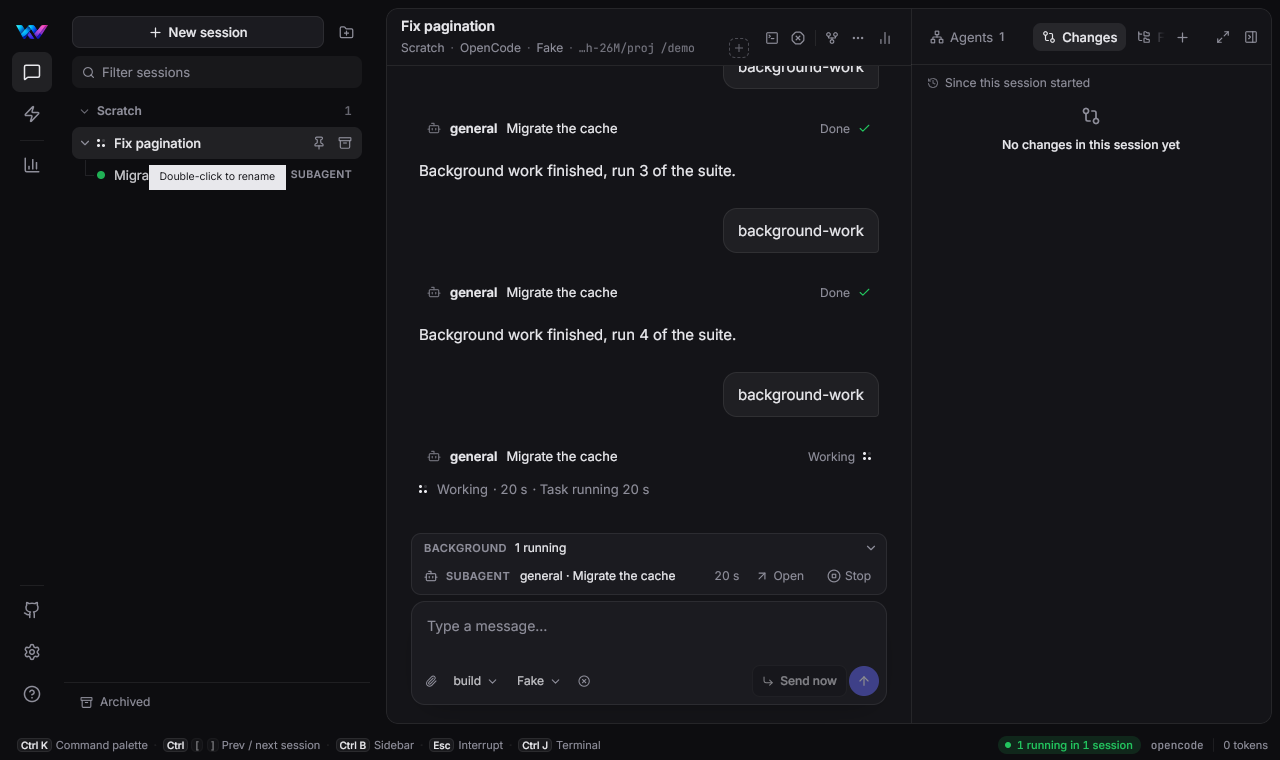 New session
Filter sessions
Scratch 1
Fix pagination
Migra SUBAGENT
Double-click to rename
Archived
Fix pagination
Scratch · OpenCode · Fake · …h-26M/proj /demo
background-work
general Migrate the cache Done
Background work finished, run 3 of the suite.
background-work
general Migrate the cache Done
Background work finished, run 4 of the suite.
background-work
general Migrate the cache Working
Working · 20 s · Task running 20 s
BACKGROUND 1 running
SUBAGENT general · Migrate the cache 20 s Open Stop
Type a message...
build Fake Send now
Agents 1 Changes F
Since this session started
No changes in this session yet
Ctrl K Command palette · Ctrl [ ] Prev / next session · Ctrl B Sidebar · Esc Interrupt · Ctrl J Terminal
1 running in 1 session opencode 0 tokens